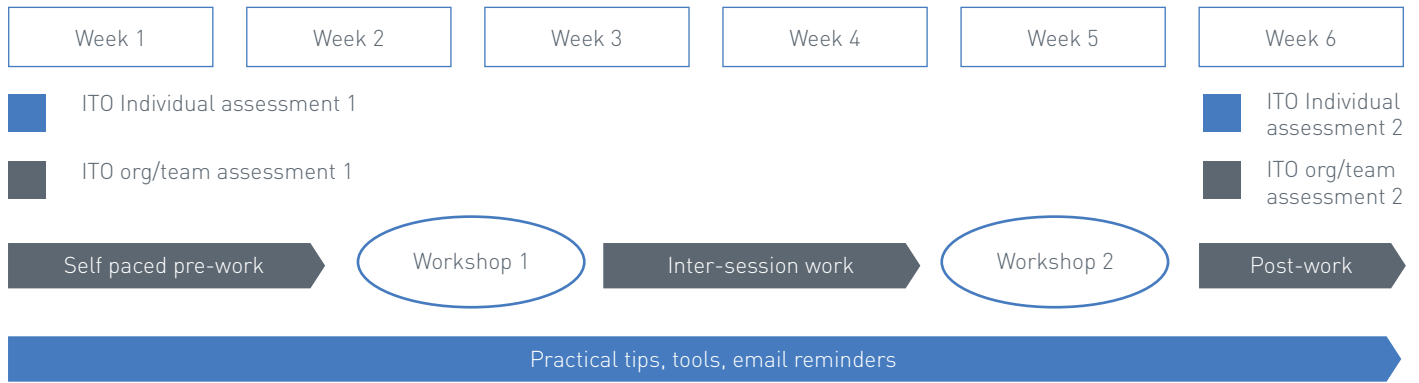 Week 1
Week 2
Week 3
Week 4
Week 5
Week 6
ITO Individual assessment 1
ITO Individual
assessment 2
ITO org/team assessment 1
ITO org/team
assessment 2
Self paced pre-work
Workshop 1
Inter-session work
Workshop 2
Post-work
Practical tips, tools, email reminders